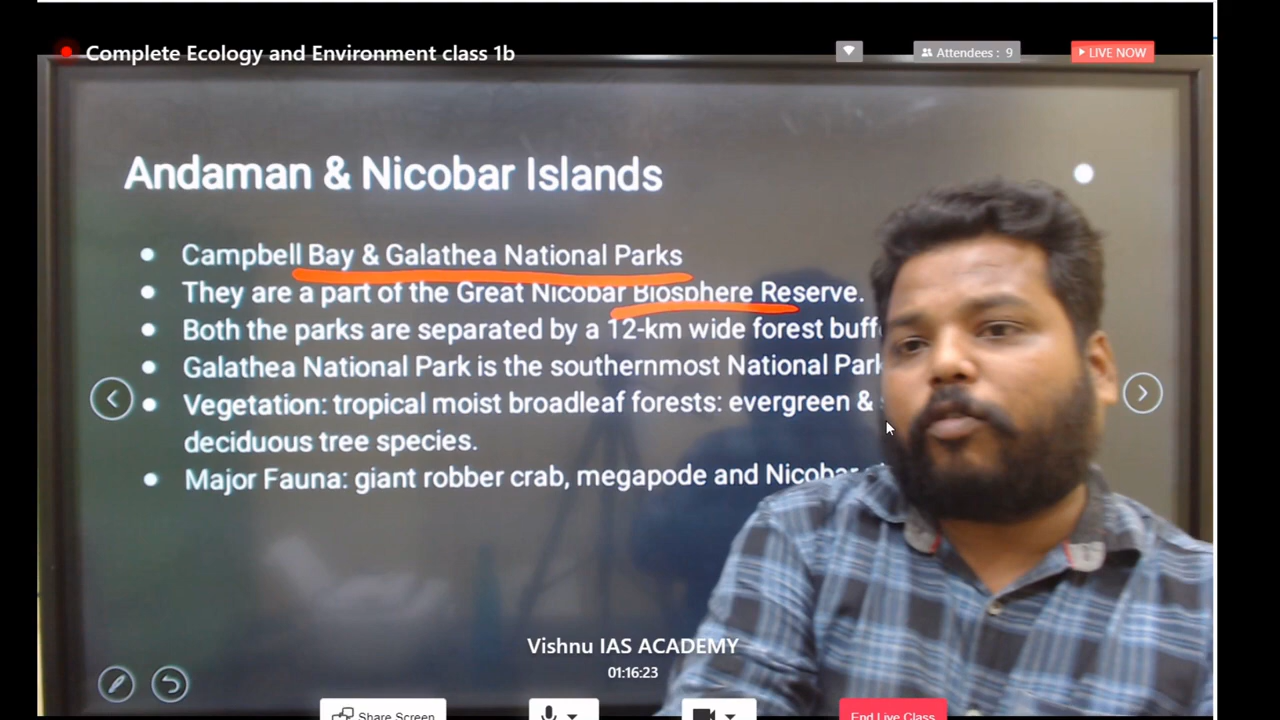 Complete Ecology and Environment class 1b
Attendees : 9
LIVE NOW
Andaman & Nicobar Islands
Campbell Bay & Galathea National Parks
They are a part of the Great Nicobar Biosphere Reserve.
Both the parks are separated by a 12-km wide forest
Galathea National Park is the southernmost National Park
Vegetation: tropical moist broadleaf forests: evergreen &
deciduous tree species.
Major Fauna: giant robber crab, megapode and Nicobar
Vishnu IAS ACADEMY
01:16:23
Share Screen
End Live Class